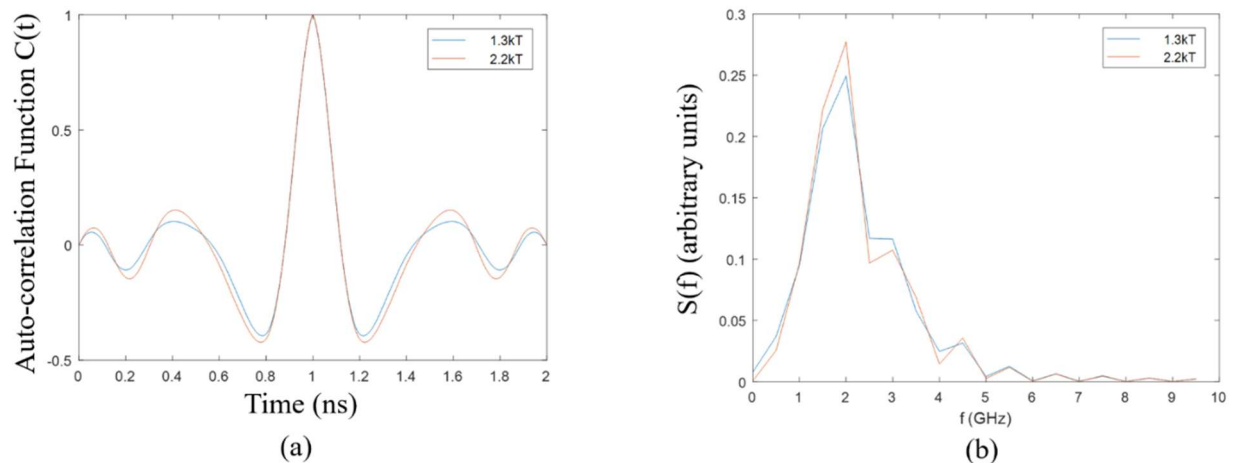 Auto-correlation Function C(t)
1
0.5
0
-0.5
0 0.2 0.4 0.6 0.8 1 1.2 1.4 1.6 1.8 2
Time (ns)
1.3kT
2.2kT
(a)
S(f) (arbitrary units)
0.3
0.25
0.2
0.15
0.1
0.05
0
0 1 2 3 4 5 6 7 8 9 10
f (GHz)
1.3kT
2.2kT
(b)